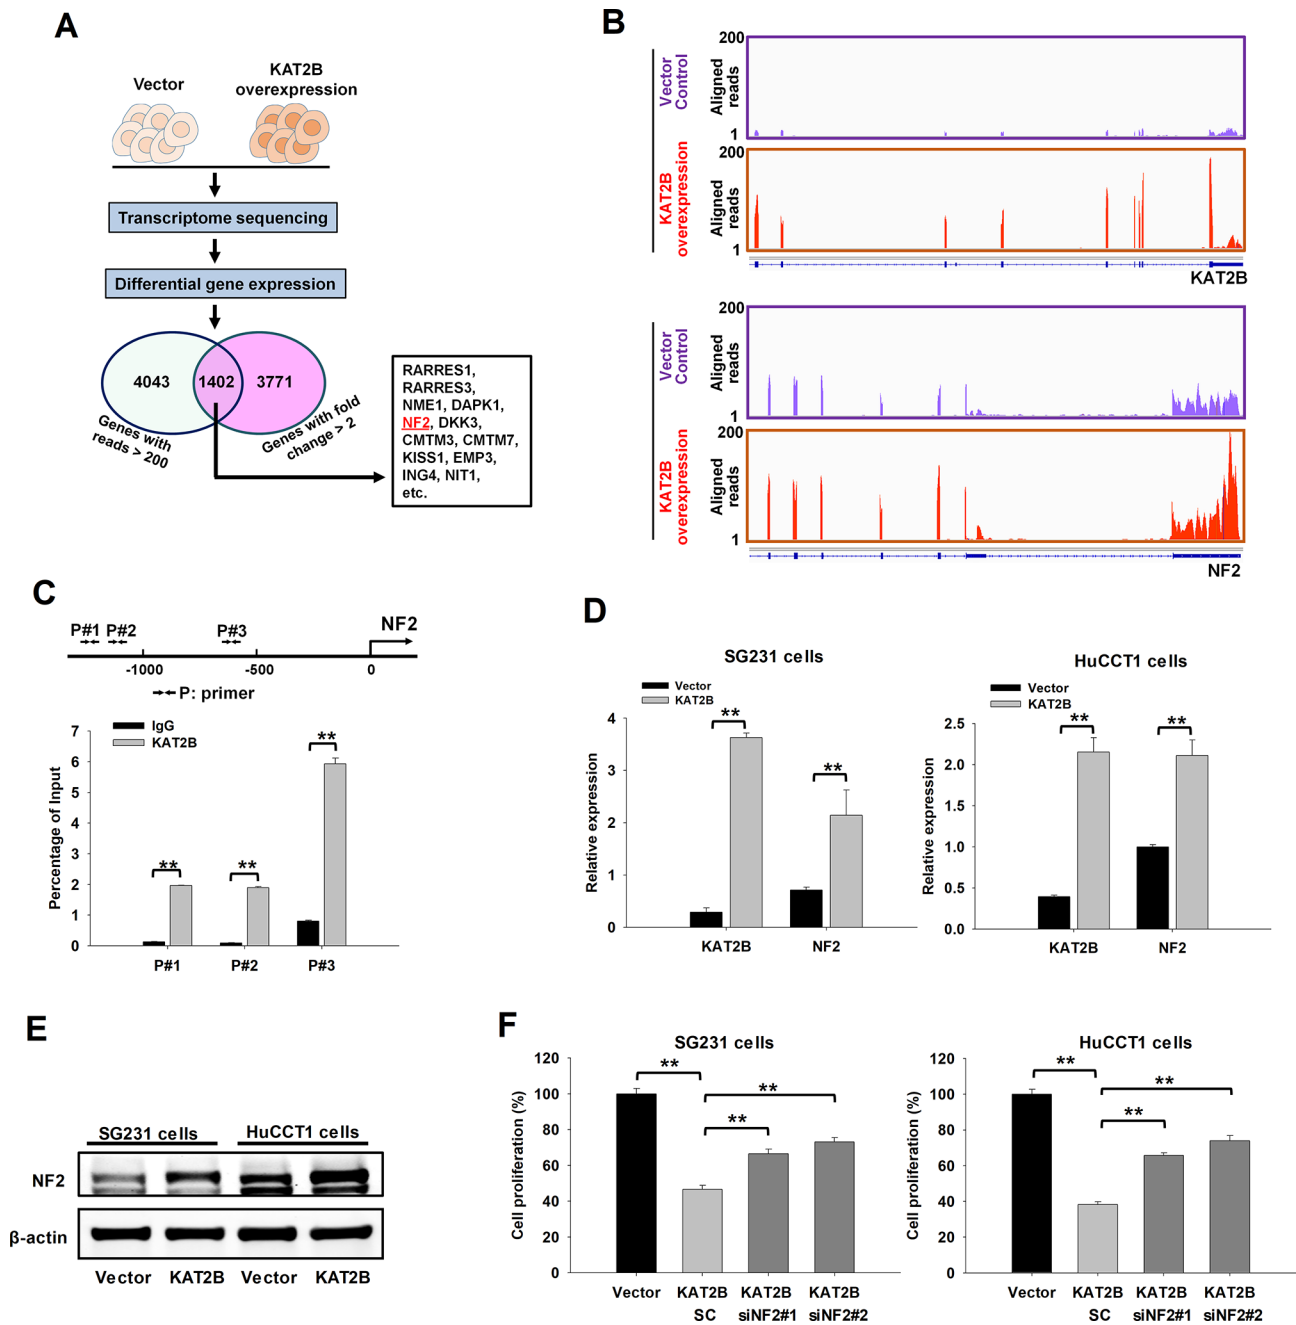 A
Vector
KAT2B
overexpression
Transcriptome sequencing
Differential gene expression
4043
1402
3771
Genes with
reads > 200
Genes with fold
change > 2
RARRES1,
RARRES3,
NME1, DAPK1,
NF2, DKK3,
CMTM3, CMTM7,
KISS1, EMP3,
ING4, NIT1,
etc.
B
Vector
Control
Aligned
reads
200
1
KAT2B
overexpression
Aligned
reads
200
1
KAT2B
Vector
Control
Aligned
reads
200
1
KAT2B
overexpression
Aligned
reads
200
1
NF2
C
P#1 P#2 P#3 NF2
-1000 -500 0
P: primer
IgG
KAT2B
Percentage of Input
7
6
5
4
3
2
1
0
** ** **
P#1 P#2 P#3
D
SG231 cells
Vector
KAT2B
Relative expression
4
3
2
1
0
** **
KAT2B NF2
HuCCT1 cells
Vector
KAT2B
Relative expression
2.5
2.0
1.5
1.0
0.5
0.0
** **
KAT2B NF2
E
SG231 cells HuCCT1 cells
NF2
β-actin
Vector KAT2B Vector KAT2B
F
SG231 cells
Cell proliferation (%)
120
100
80
60
40
20
0
**
**
**
Vector KAT2B KAT2B KAT2B
SC siNF2#1 siNF2#2
HuCCT1 cells
Cell proliferation (%)
120
100
80
60
40
20
0
**
**
**
Vector KAT2B KAT2B KAT2B
SC siNF2#1 siNF2#2